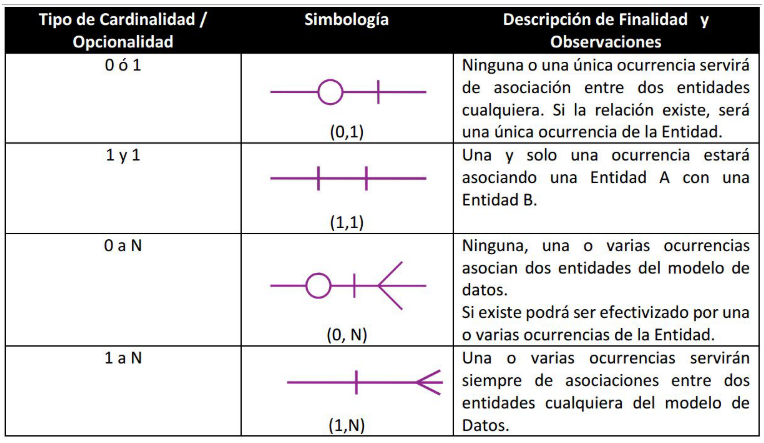 Tipo de Cardinalidad /
Opcionalidad
Simbología
Descripción de Finalidad y
Observaciones
0 ó 1
(0,1)
Ninguna o una única ocurrencia servirá
de asociación entre dos entidades
cualquiera. Si la relación existe, será
una única ocurrencia de la Entidad.
1 y 1
(1,1)
Una y solo una ocurrencia estará
asociando una Entidad A con una
Entidad B.
0 a N
(0, N)
Ninguna, una o varias ocurrencias
asocian dos entidades del modelo de
datos.
Si existe podrá ser efectivizado por una
o varias ocurrencias de la Entidad.
1 a N
(1,N)
Una o varias ocurrencias servirán
siempre de asociaciones entre dos
entidades cualquiera del modelo de
Datos.